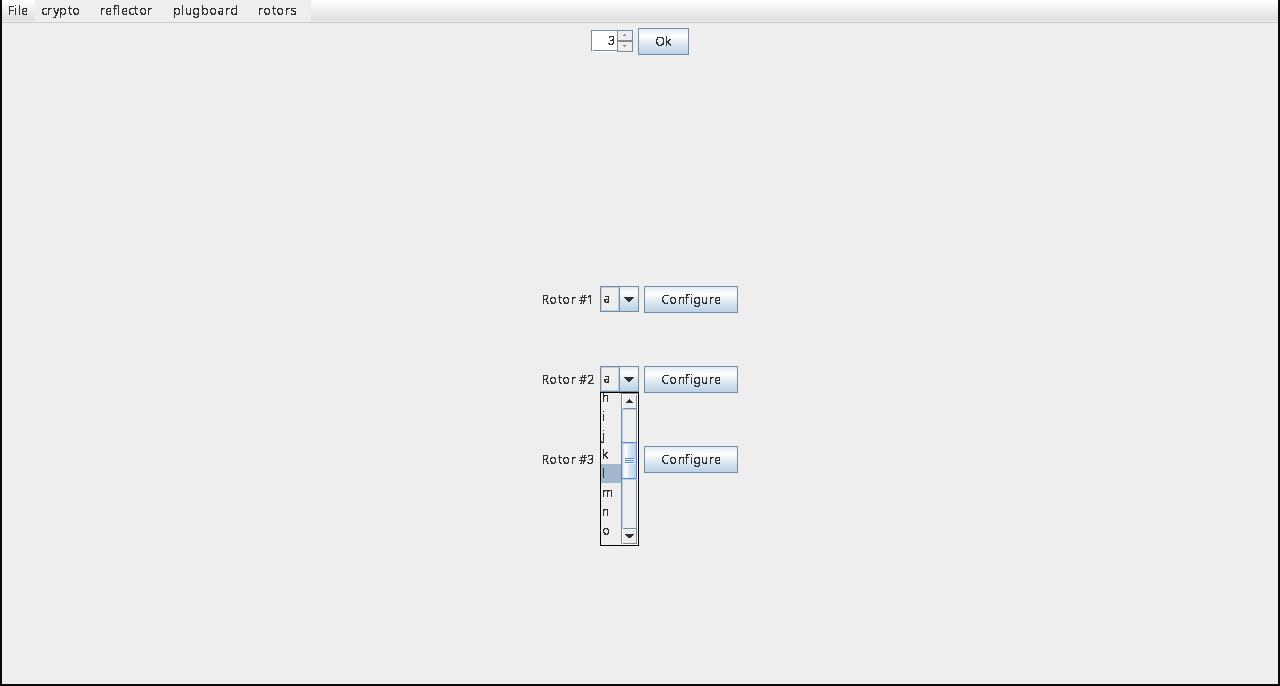 File crypto reflector plugboard rotors
3 Ok
Rotor #1 a Configure
Rotor #2 a Configure
h
i
j
k
Rotor #3 Configure
l
m
n
o